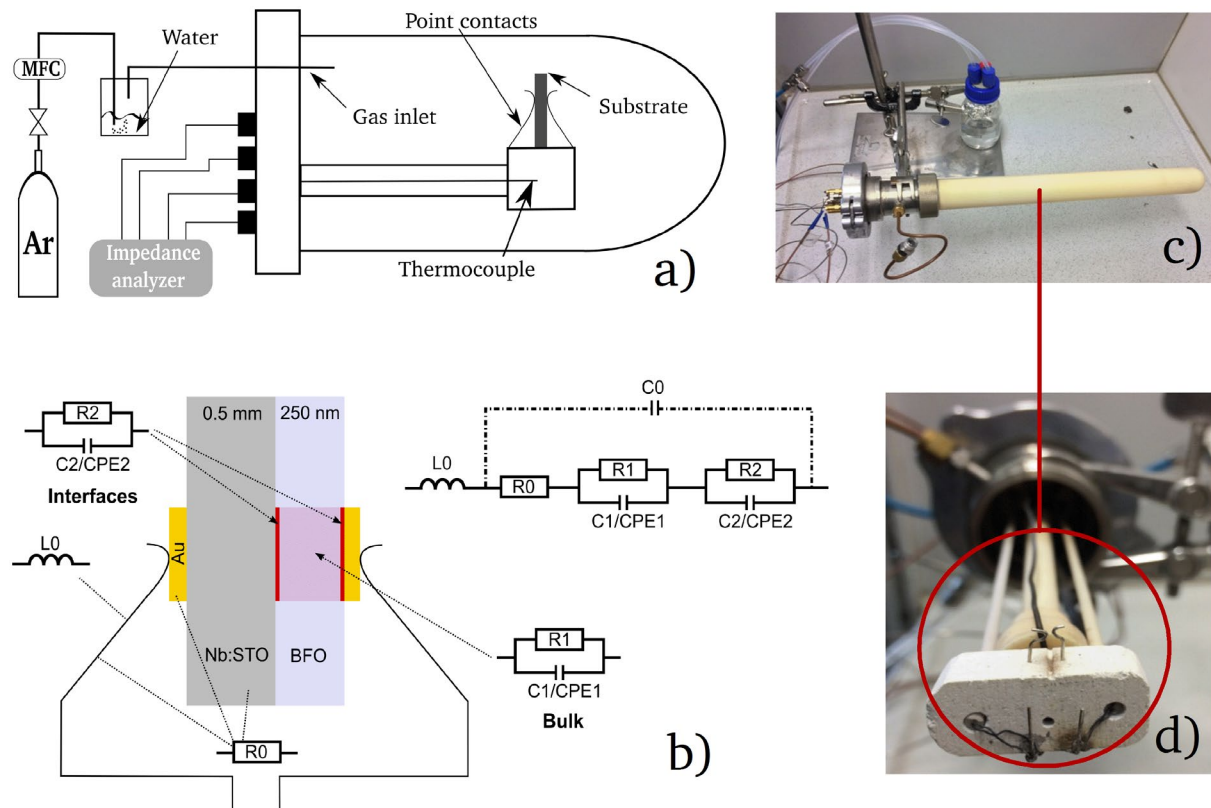 Point contacts
Water
MFC
Substrate
Gas inlet
Ar
Impedance
analyzer
Thermocouple
a)
c)
R2
C2/CPE2
Interfaces
0.5 mm
250 nm
C0
L0
R0
R1
C1/CPE1
R2
C2/CPE2
L0
Au
Nb:STO
BFO
R1
C1/CPE1
Bulk
R0
b)
d)